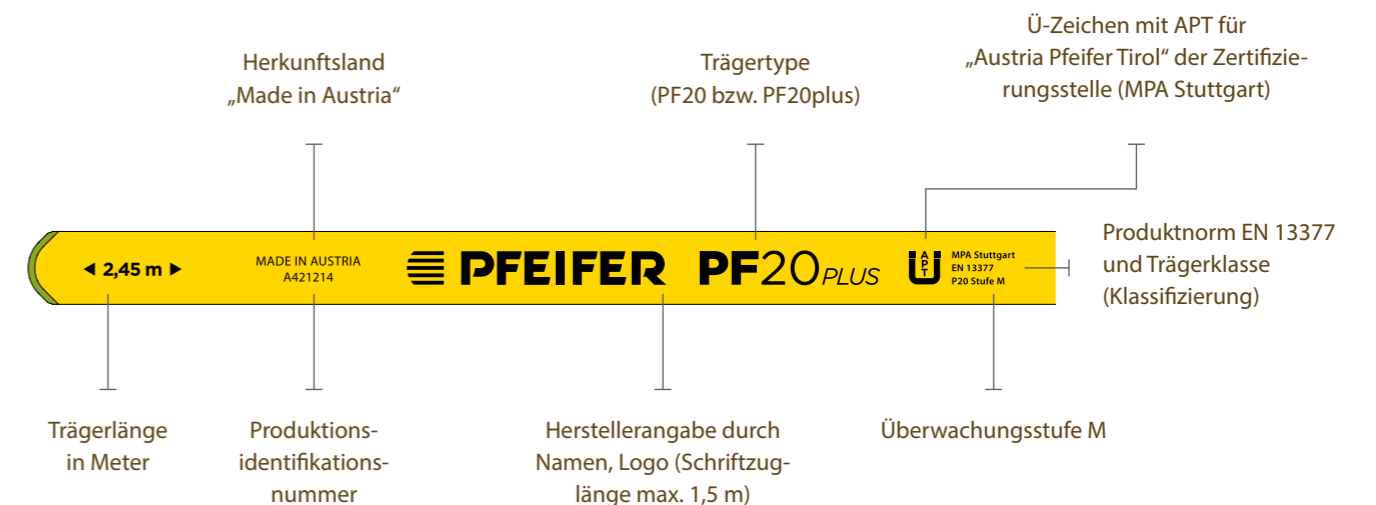 Herkunftsland
„Made in Austria“
Trägertype
(PF20 bzw. PF20plus)
Ü-Zeichen mit APT für
„Austria Pfeifer Tirol“ der Zertifizie-
rungsstelle (MPA Stuttgart)
◄ 2,45 m ►
MADE IN AUSTRIA
A421214
PFEIFER
PF20 PLUS
Ü
APT
MPA Stuttgart
EN 13377
P20 Stufe M
Produktnorm EN 13377
und Trägerklasse
(Klassifizierung)
Trägerlänge
in Meter
Produktions-
identifikations-
nummer
Herstellerangabe durch
Namen, Logo (Schriftzug-
länge max. 1,5 m)
Überwachungsstufe M